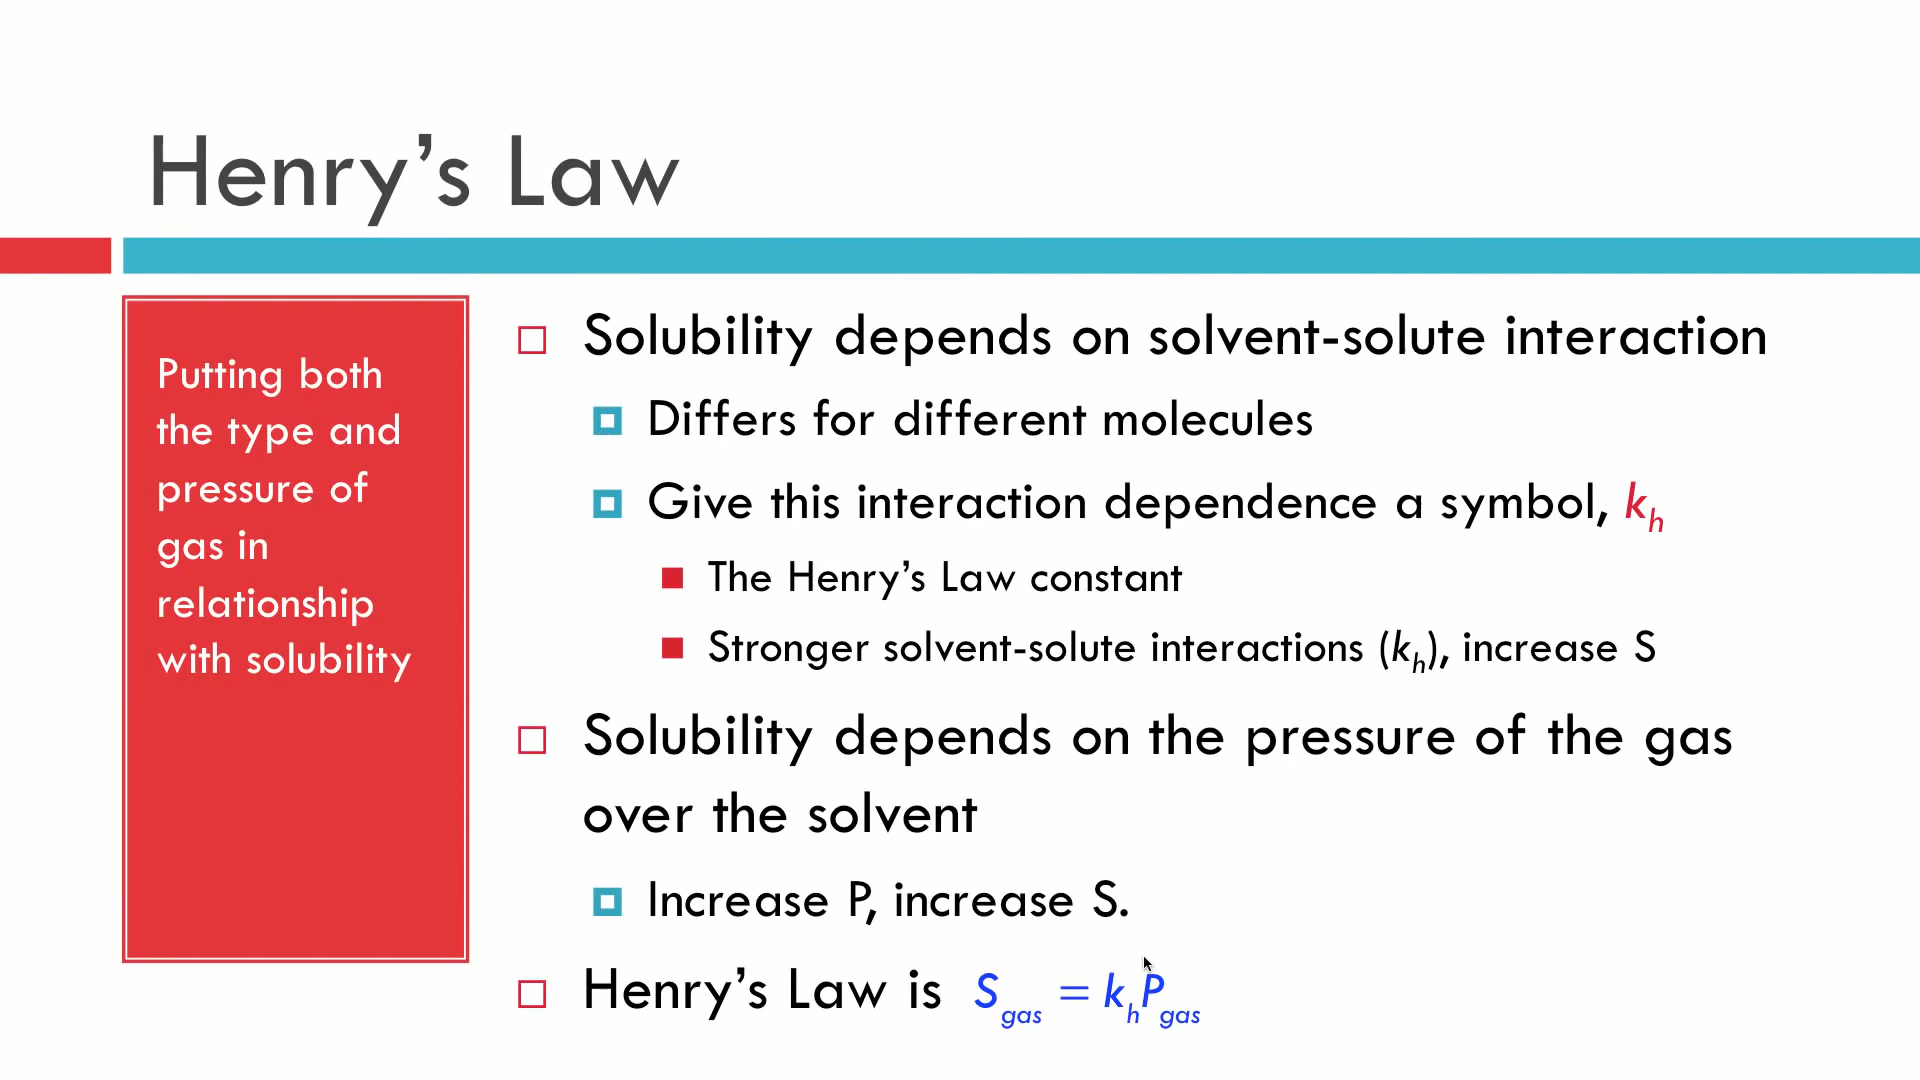 Henry’s Law
Putting both
the type and
pressure of
gas in
relationship
with solubility
Solubility depends on solvent-solute interaction
Differs for different molecules
Give this interaction dependence a symbol, kh
The Henry’s Law constant
Stronger solvent-solute interactions (kh), increase S
Solubility depends on the pressure of the gas
over the solvent
Increase P, increase S.
Henry’s Law is Sgas = khPgas